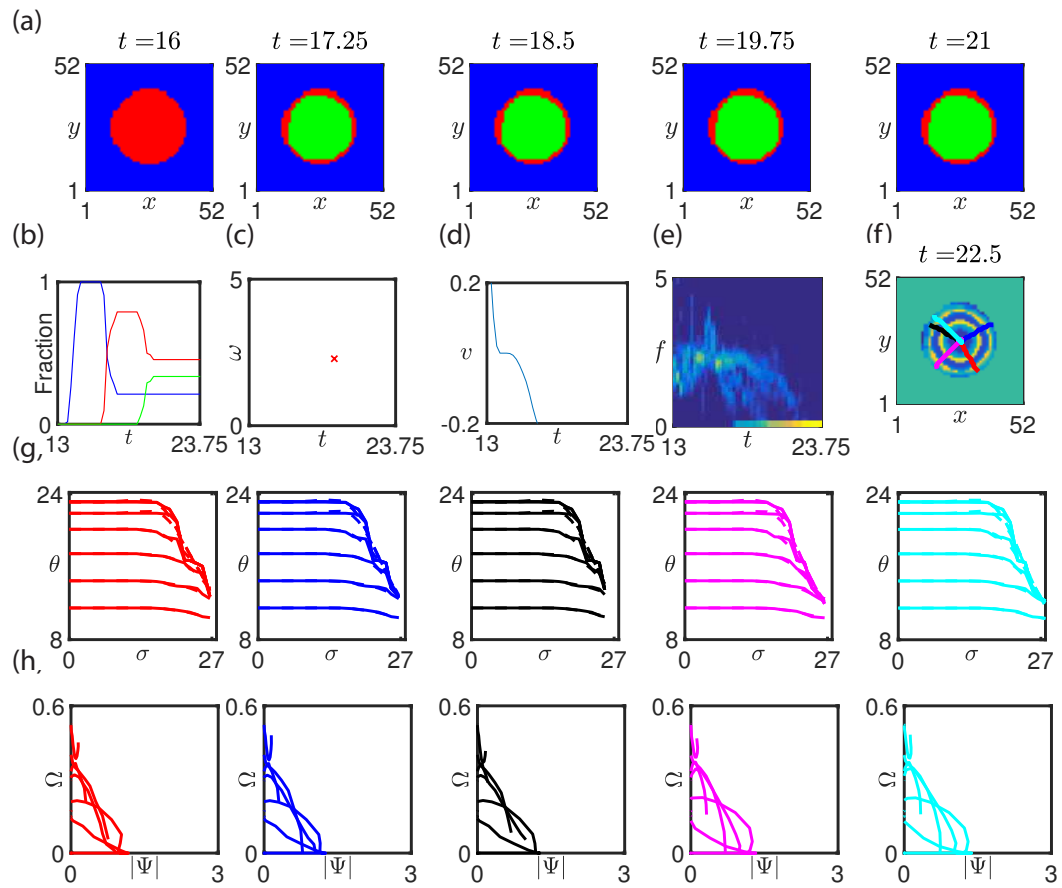 (a)
t =16
t =17.25
t =18.5
t =19.75
t =21
52
52
52
52
52
y
y
y
y
y
1
1
1
1
1
1 x 52
1 x 52
1 x 52
1 x 52
1 x 52
(b)
(c)
(d)
(e)
(f)
t =22.5
1
Fraction
0
13 t 23.75
5
ω
0
13 t 23.75
0.2
v
-0.2
13 t 23.75
5
f
0
13 t 23.75
52
y
1
1 x 52
(g,
24
θ
8
0 σ 27
24
θ
8
0 σ 27
24
θ
8
0 σ 27
24
θ
8
0 σ 27
24
θ
8
0 σ 27
(h,
0.6
Ω
0
0 |Ψ| 3
0.6
Ω
0
0 |Ψ| 3
0.6
Ω
0
0 |Ψ| 3
0.6
Ω
0
0 |Ψ| 3
0.6
Ω
0
0 |Ψ| 3